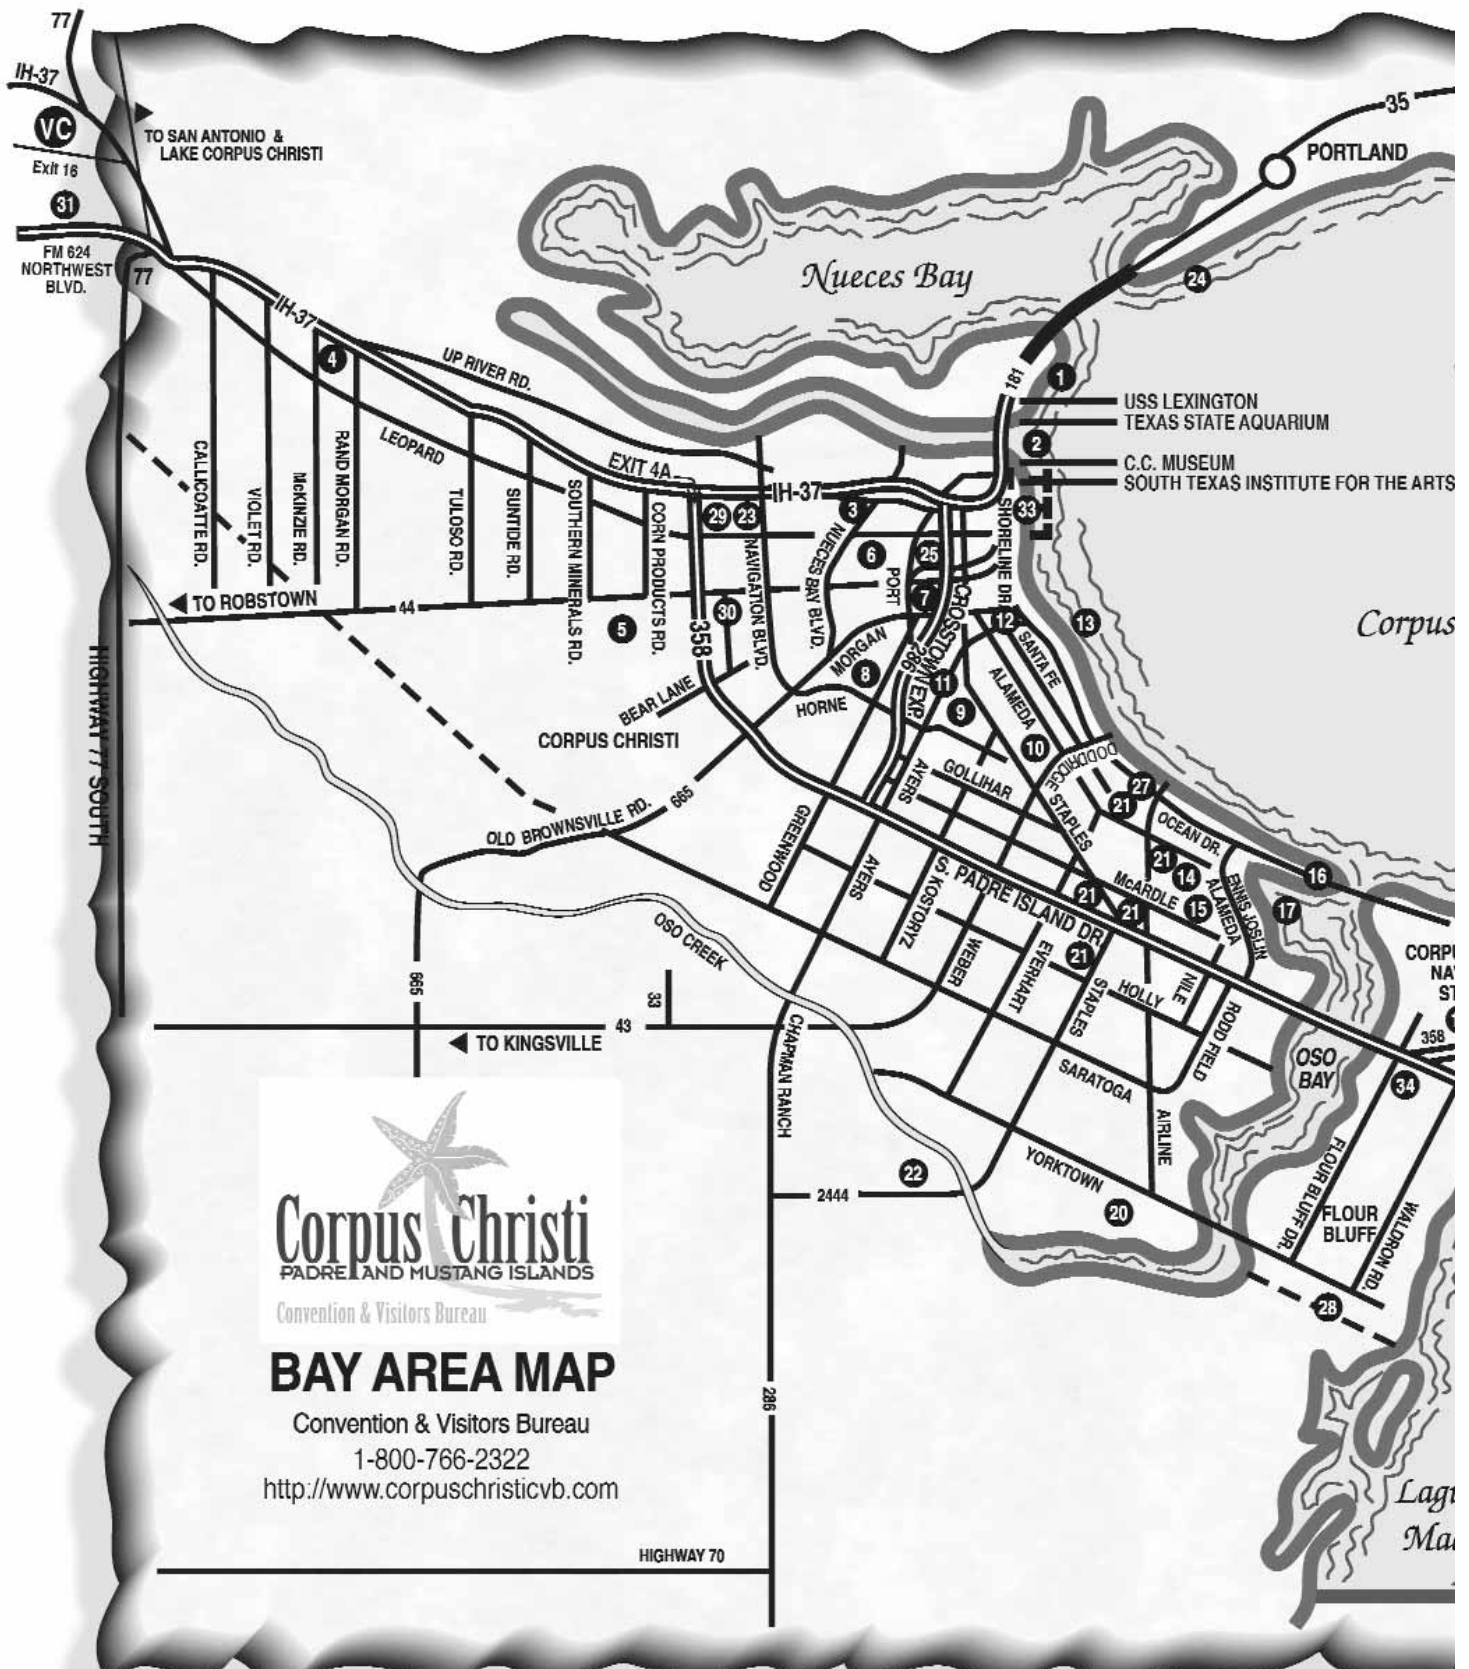 77
IH-37
VC
Exit 16
31
FM 624
NORTHWEST
BLVD.
77
TO SAN ANTONIO &
LAKE CORPUS CHRISTI
35
PORTLAND
Nueces Bay
24
IH-37
4
UP RIVER RD.
181
1
USS LEXINGTON
TEXAS STATE AQUARIUM
2
C.C. MUSEUM
SOUTH TEXAS INSTITUTE FOR THE ARTS
LEOPARD
EXIT 4A
IH-37
CALLICOATTE RD.
VIOLET RD.
McKINZIE RD.
RAND MORGAN RD.
TULOSO RD.
SUNTIDE RD.
SOUTHERN MINERALS RD.
CORN PRODUCTS RD.
29
23
3
33
NAVIGATION BLVD.
NUECES BAY BLVD.
6
25
PORT
7
SHORELINE DR.
CROSSTOWN EXP.
286
TO ROBSTOWN
44
5
30
358
12
13
SANTA FE
MORGAN
8
11
9
ALAMEDA
Corpus
BEAR LANE
HORNE
CORPUS CHRISTI
10
DODDRIDGE
HIGHWAY 77 SOUTH
AYERS
GOLLIHAR
STAPLES
27
21
OCEAN DR.
OLD BROWNSVILLE RD.
665
GREENWOOD
AYERS
S. PADRE ISLAND DR.
KOSTORYZ
McARDLE
21
14
15
ALAMEDA
ENNIS JOSLIN
16
17
21
21
21
OSO CREEK
WEBER
EVERHART
STAPLES
HOLLY
NILE
RODD FIELD
CORPU
NA
ST
358
665
33
43
TO KINGSVILLE
CHAPMAN RANCH
SARATOGA
AIRLINE
OSO
BAY
34
22
2444
YORKTOWN
20
FLOUR BLUFF DR.
FLOUR
BLUFF
WALDRON RD.
28
Corpus Christi
PADRE AND MUSTANG ISLANDS
Convention & Visitors Bureau
BAY AREA MAP
Convention & Visitors Bureau
1-800-766-2322
http://www.corpuschristicvb.com
286
HIGHWAY 70
Lagu
Ma